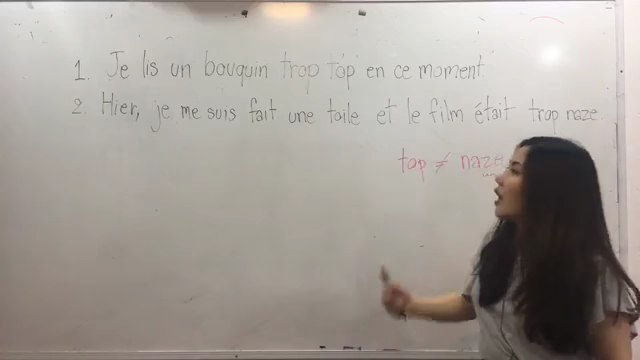 1. Je lis un bouquin trop top en ce moment.
2. Hier, je me suis fait une toile et le film était trop naze.
top ≠ naze